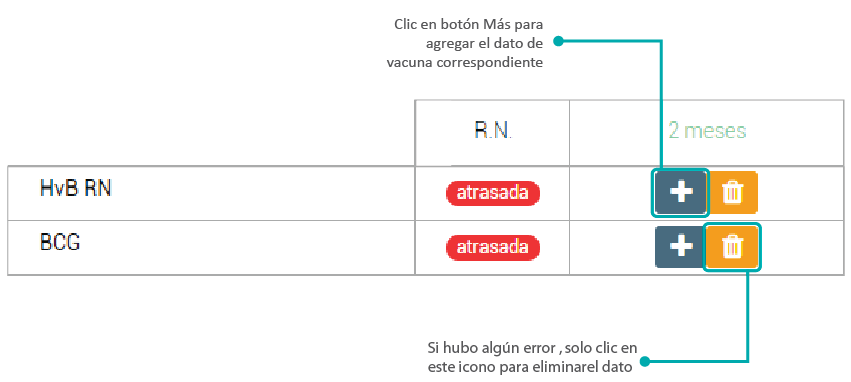 Clic en botón Más para
agregar el dato de
vacuna correspondiente
R.N. 2 meses
HvB RN atrasada
BCG atrasada
Si hubo algún error , solo clic en
este icono para eliminarel dato